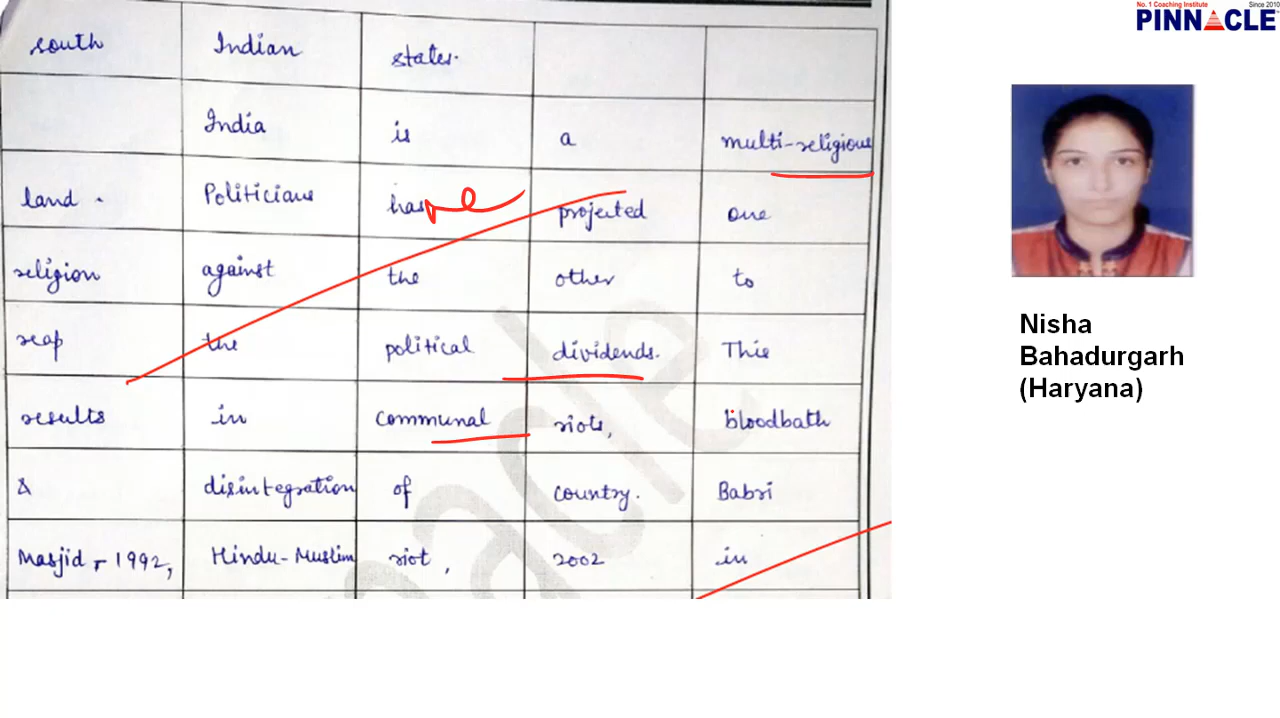 No. 1 Coaching Institute Since 2010
PINNACLE
south Indian states.
India is a multi-religious
land. Politicians have projected one
religion against the other to
reap the political dividends. This
results in communal riots, bloodbath
& disintegration of country. Babri
Masjid - 1992, Hindu-Muslim riot, 2002 in
Nisha
Bahadurgarh
(Haryana)